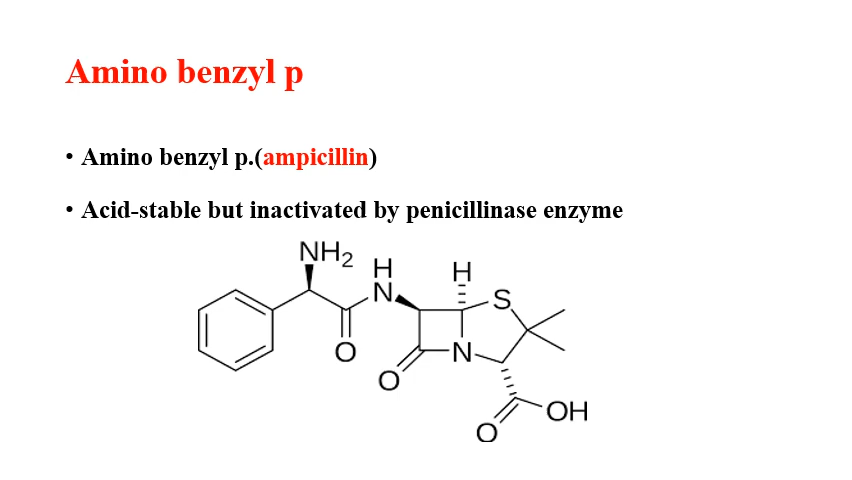 Amino benzyl p
• Amino benzyl p.(ampicillin)
• Acid-stable but inactivated by penicillinase enzyme
NH2
H
N
H
S
O
N
O
OH
O